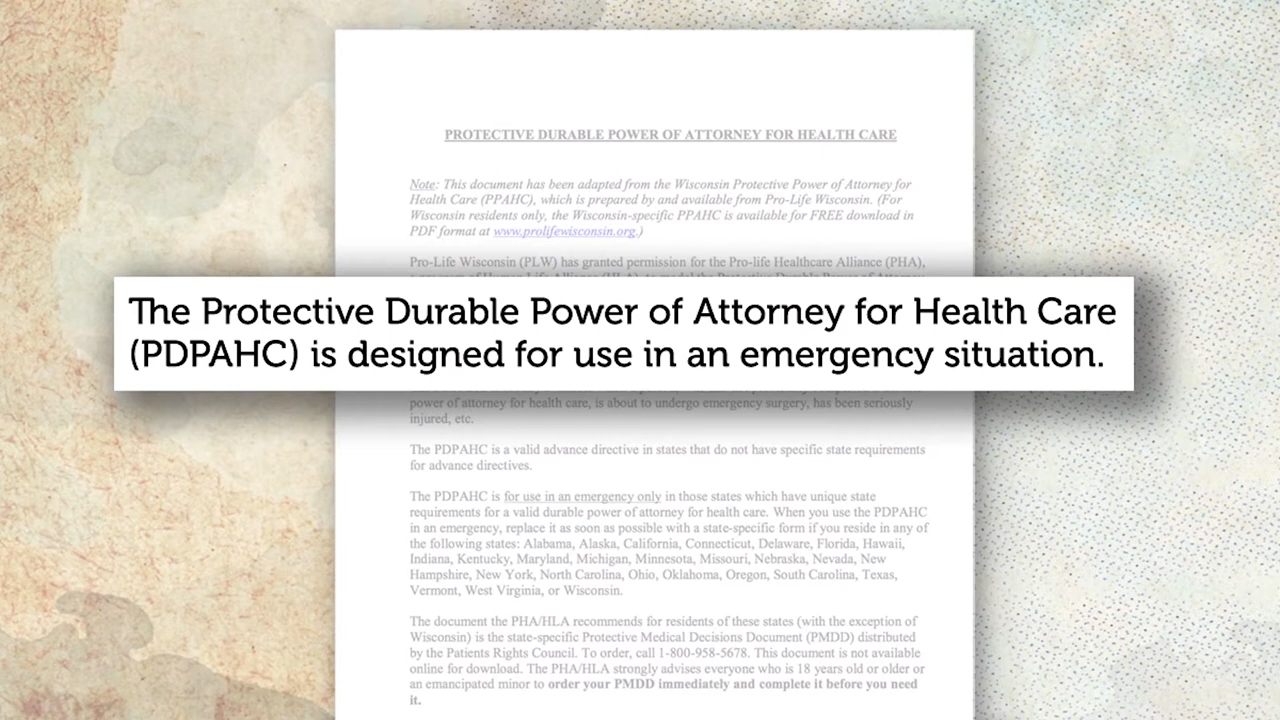 PROTECTIVE DURABLE POWER OF ATTORNEY FOR HEALTH CARE
Note: This document has been adapted from the Wisconsin Protective Power of Attorney for
Health Care (PPAHC), which is prepared by and available from Pro-Life Wisconsin. (For
Wisconsin residents only, the Wisconsin-specific PPAHC is available for FREE download in
PDF format at www.prolifewisconsin.org.)
Pro-Life Wisconsin (PLW) has granted permission for the Pro-life Healthcare Alliance (PHA),
The Protective Durable Power of Attorney for Health Care
(PDPAHC) is designed for use in an emergency situation.
power of attorney for health care, is about to undergo emergency surgery, has been seriously
injured, etc.
The PDPAHC is a valid advance directive in states that do not have specific state requirements
for advance directives.
The PDPAHC is for use in an emergency only in those states which have unique state
requirements for a valid durable power of attorney for health care. When you use the PDPAHC
in an emergency, replace it as soon as possible with a state-specific form if you reside in any of
the following states: Alabama, Alaska, California, Connecticut, Delaware, Florida, Hawaii,
Indiana, Kentucky, Maryland, Michigan, Minnesota, Missouri, Nebraska, Nevada, New
Hampshire, New York, North Carolina, Ohio, Oklahoma, Oregon, South Carolina, Texas,
Vermont, West Virginia, or Wisconsin.
The document the PHA/HLA recommends for residents of these states (with the exception of
Wisconsin) is the state-specific Protective Medical Decisions Document (PMDD) distributed
by the Patients Rights Council. To order, call 1-800-958-5678. This document is not available
online for download. The PHA/HLA strongly advises everyone who is 18 years old or older or
an emancipated minor to order your PMDD immediately and complete it before you need
it.